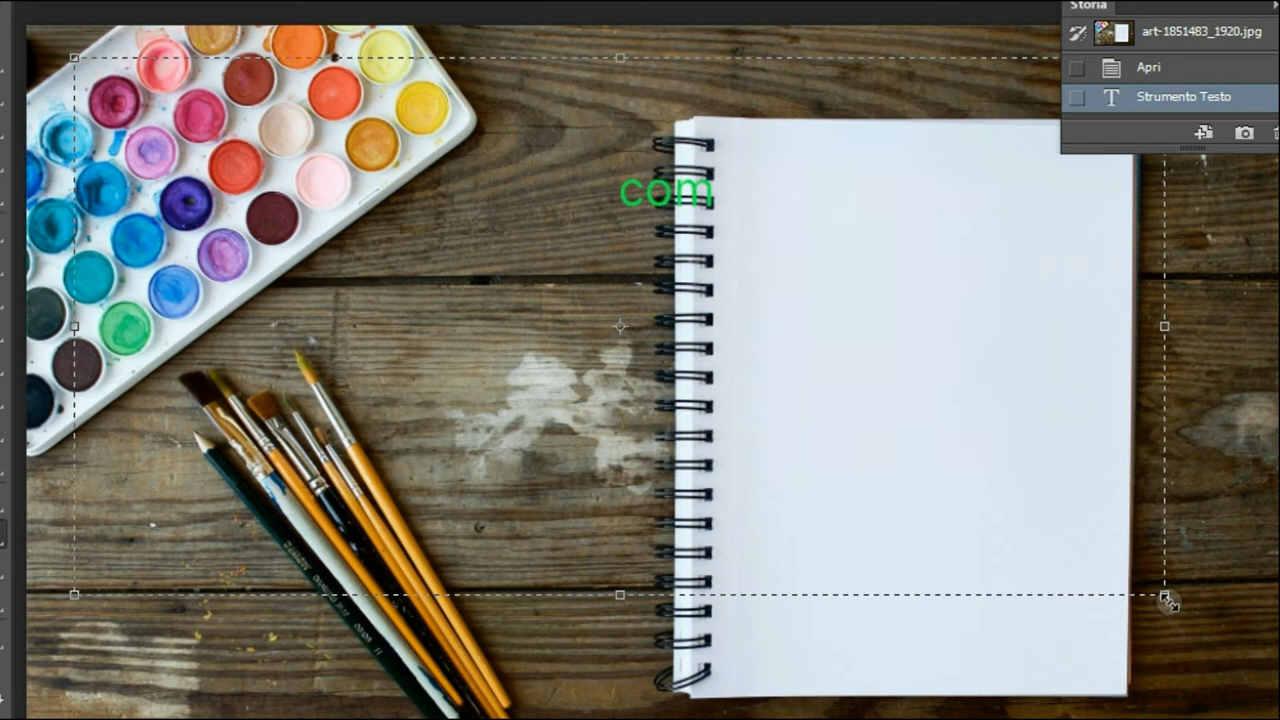 Storia
art-1851483_1920.jpg
Apri
Strumento Testo
com